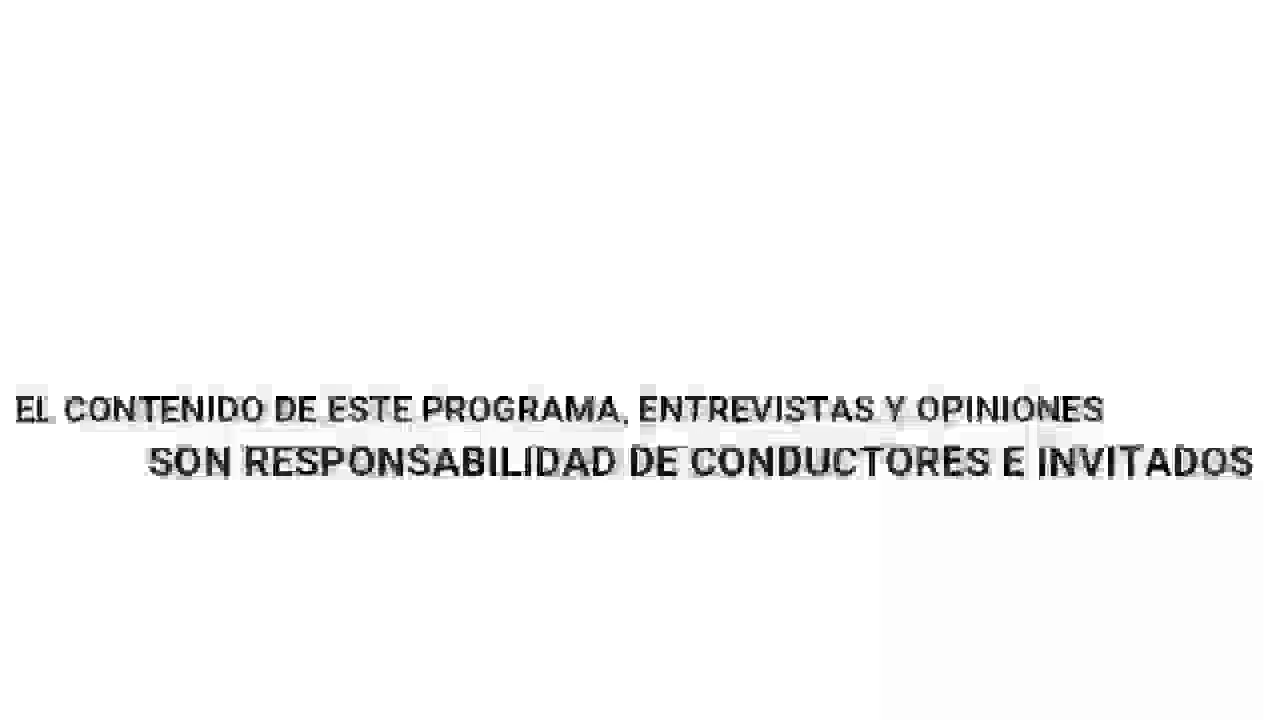 EL CONTENIDO DE ESTE PROGRAMA, ENTREVISTAS Y OPINIONES
SON RESPONSABILIDAD DE CONDUCTORES E INVITADOS